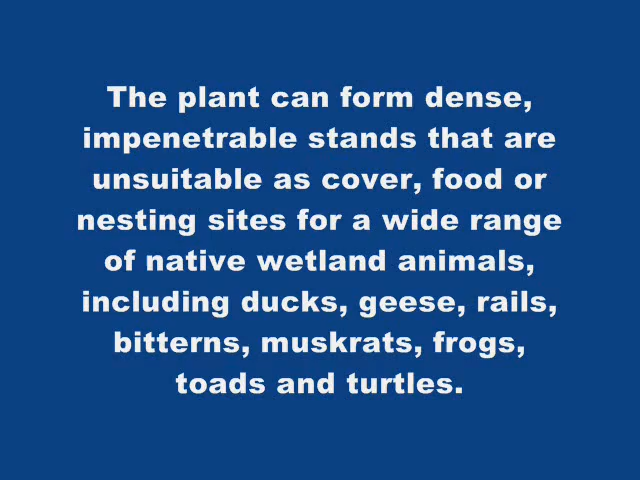 The plant can form dense,
impenetrable stands that are
unsuitable as cover, food or
nesting sites for a wide range
of native wetland animals,
including ducks, geese, rails,
bitterns, muskrats, frogs,
toads and turtles.